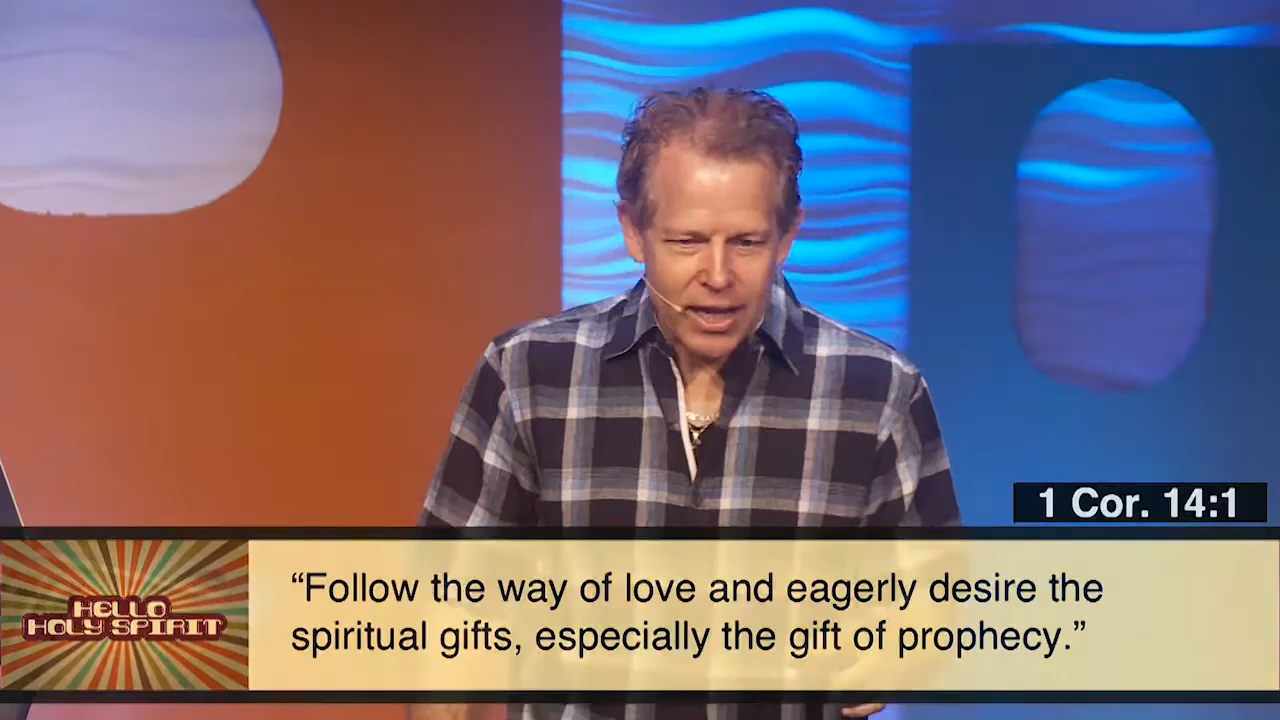 1 Cor. 14:1
HELLO
HOLY SPIRIT
“Follow the way of love and eagerly desire the
spiritual gifts, especially the gift of prophecy.”